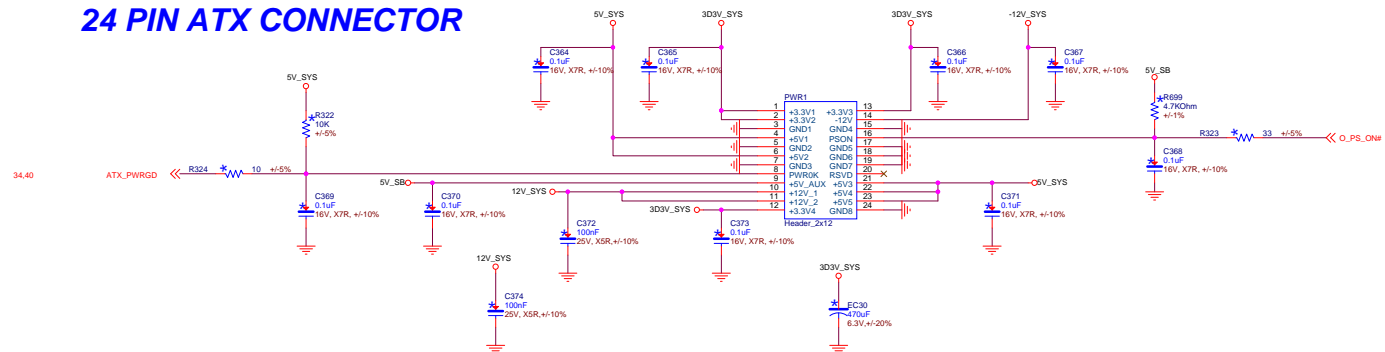 24 PIN ATX CONNECTOR
5V_SYS
3D3V_SYS
3D3V_SYS
-12V_SYS
C364
0.1uF
16V, X7R, +/-10%
C365
0.1uF
16V, X7R, +/-10%
C366
0.1uF
16V, X7R, +/-10%
C367
0.1uF
16V, X7R, +/-10%
5V_SYS
R322
10K
+/-5%
5V_SB
R699
4.7KOhm
+/-1%
PWR1
1 +3.3V1 +3.3V3 13
2 +3.3V2 -12V 14
3 GND1 GND4 15
4 +5V1 PSON 16
5 GND2 GND5 17
6 +5V2 GND6 18
7 GND3 GND7 19
8 PWR0K RSVD 20
9 +5V_AUX +5V3 21
10 +12V_1 +5V4 22
11 +12V_2 +5V5 23
12 +3.3V4 GND8 24
Header_2x12
R323 33 +/-5% O_PS_ON#
C368
0.1uF
16V, X7R, +/-10%
34,40 ATX_PWRGD R324 10 +/-5%
5V_SB
12V_SYS
3D3V_SYS
5V_SYS
C369
0.1uF
16V, X7R, +/-10%
C370
0.1uF
16V, X7R, +/-10%
C372
100nF
25V, X5R,+/-10%
C373
0.1uF
16V, X7R, +/-10%
C371
0.1uF
16V, X7R, +/-10%
12V_SYS
C374
100nF
25V, X5R,+/-10%
3D3V_SYS
EC30
470uF
6.3V,+/-20%